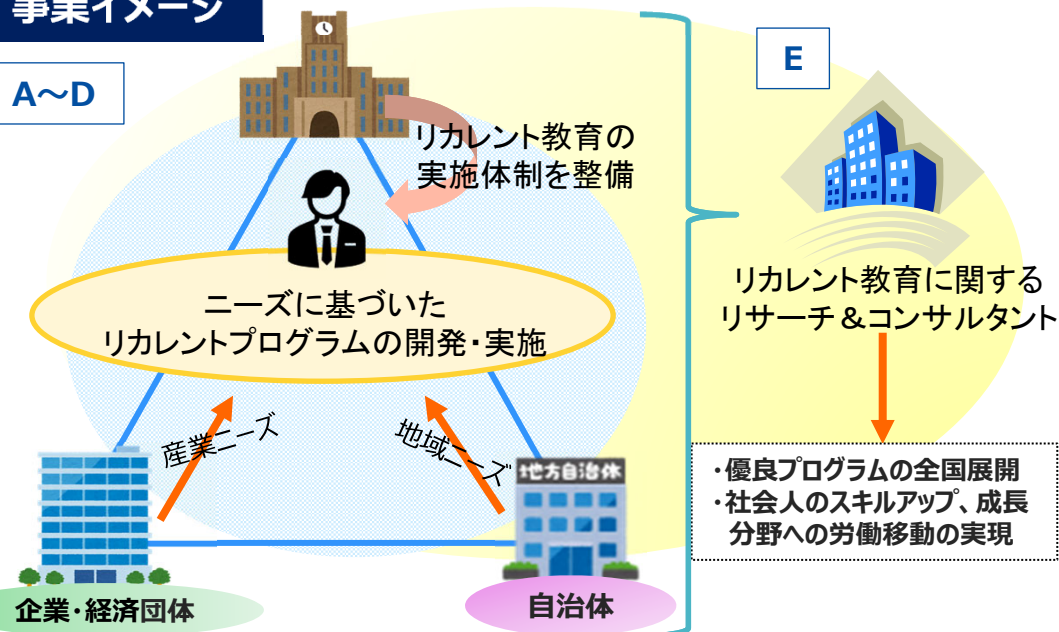 事業イメージ
A～D
リカレント教育の
実施体制を整備
ニーズに基づいた
リカレントプログラムの開発・実施
産業ニーズ
地域ニーズ
地方自治体
企業・経済団体
自治体
E
リカレント教育に関する
リサーチ＆コンサルタント
・優良プログラムの全国展開
・社会人のスキルアップ、成長
分野への労働移動の実現